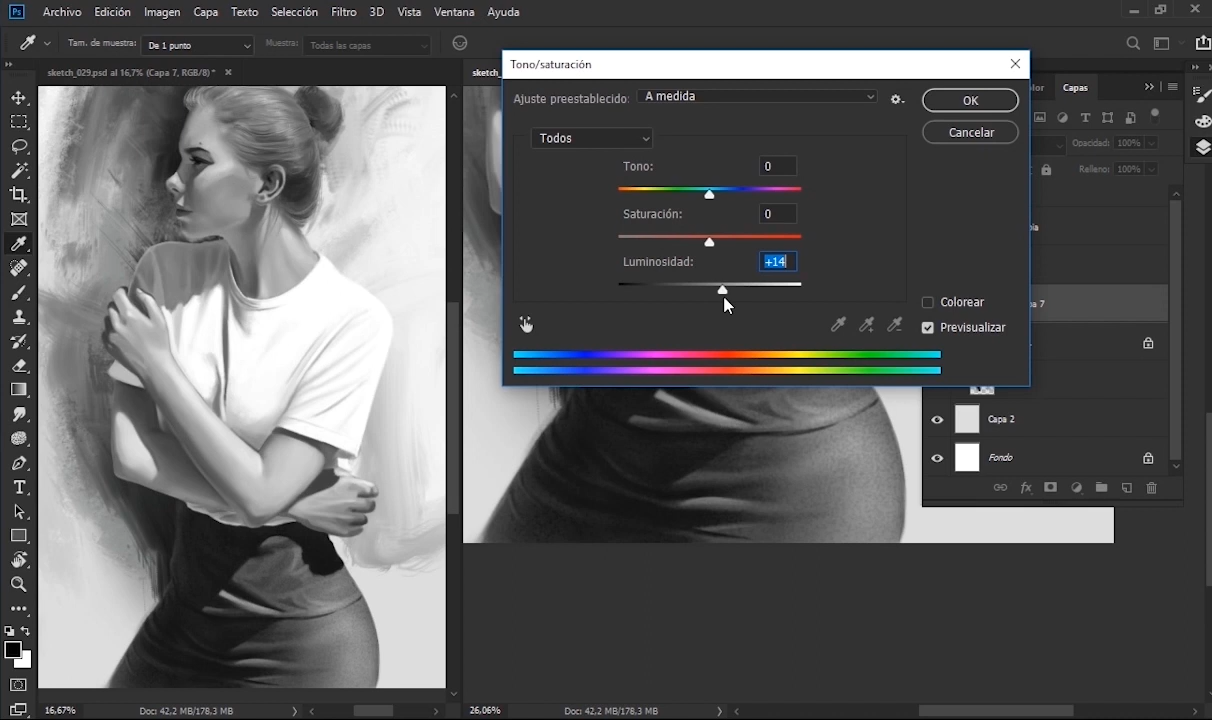 Ps Archivo Edición Imagen Capa Texto Selección Filtro 3D Vista Ventana Ayuda
Tam. de muestra: De 1 punto Muestra: Todas las capas
sketch_029.psd al 16,7% (Capa 7, RGB/8) *
sketch_
Tono/saturación
Ajuste preestablecido: A medida
OK
Cancelar
Todos
Tono: 0
Saturación: 0
Luminosidad: +14
Colorear
Previsualizar
Capas
Opacidad: 100%
Relleno: 100%
Capa 2
Fondo
16,67% Doc: 42,2 MB/178,3 MB
26,06% Doc: 42,2 MB/178,3 MB